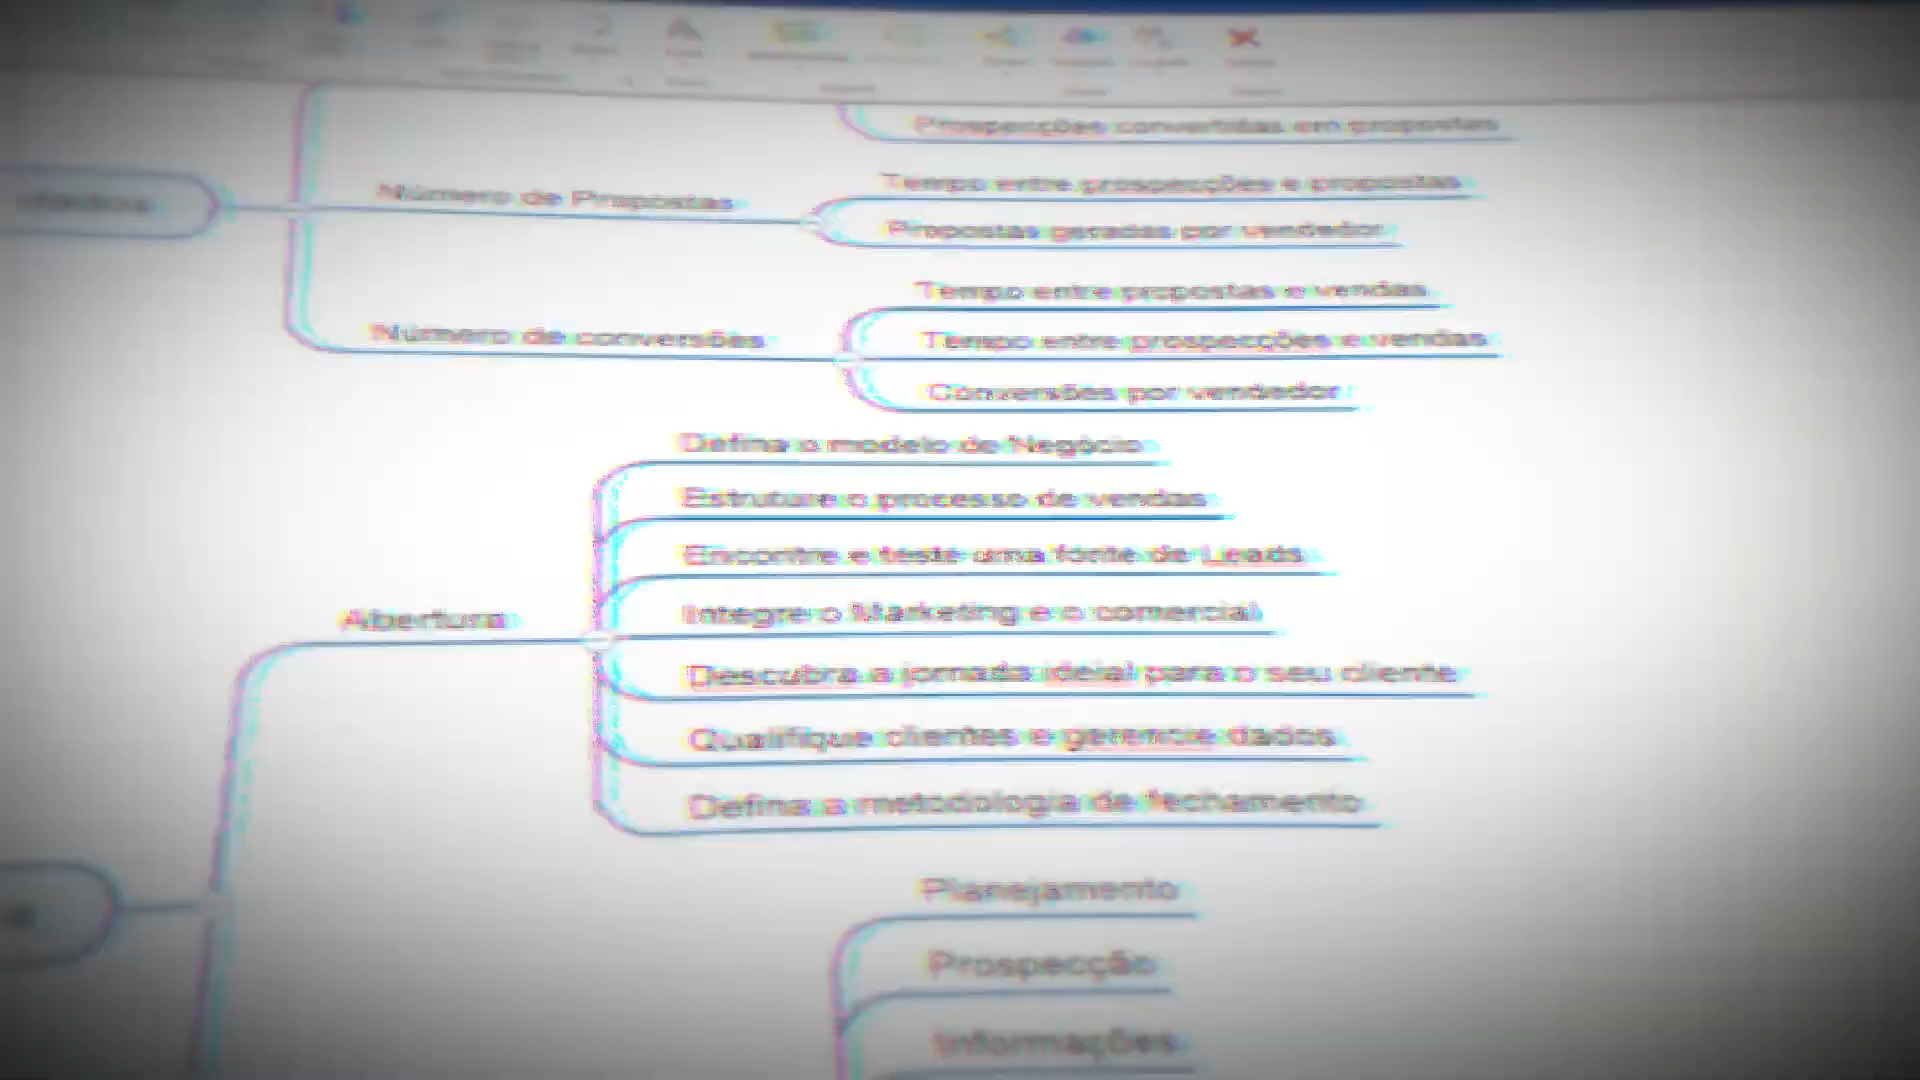 Prospecções convertidas em propostas
Número de Propostas
Tempo entre prospecções e propostas
Propostas geradas por vendedor
Número de conversões
Tempo entre propostas e vendas
Tempo entre prospecções e vendas
Conversões por vendedor
Abertura
Defina o modelo de Negócio
Estruture o processo de vendas
Encontre e teste uma fonte de Leads
Integre o Marketing e o comercial
Descubra a jornada ideial para o seu cliente
Qualifique clientes e gerencie dados
Defina a metodologia de fechamento
Planejamento
Prospecção
Informações